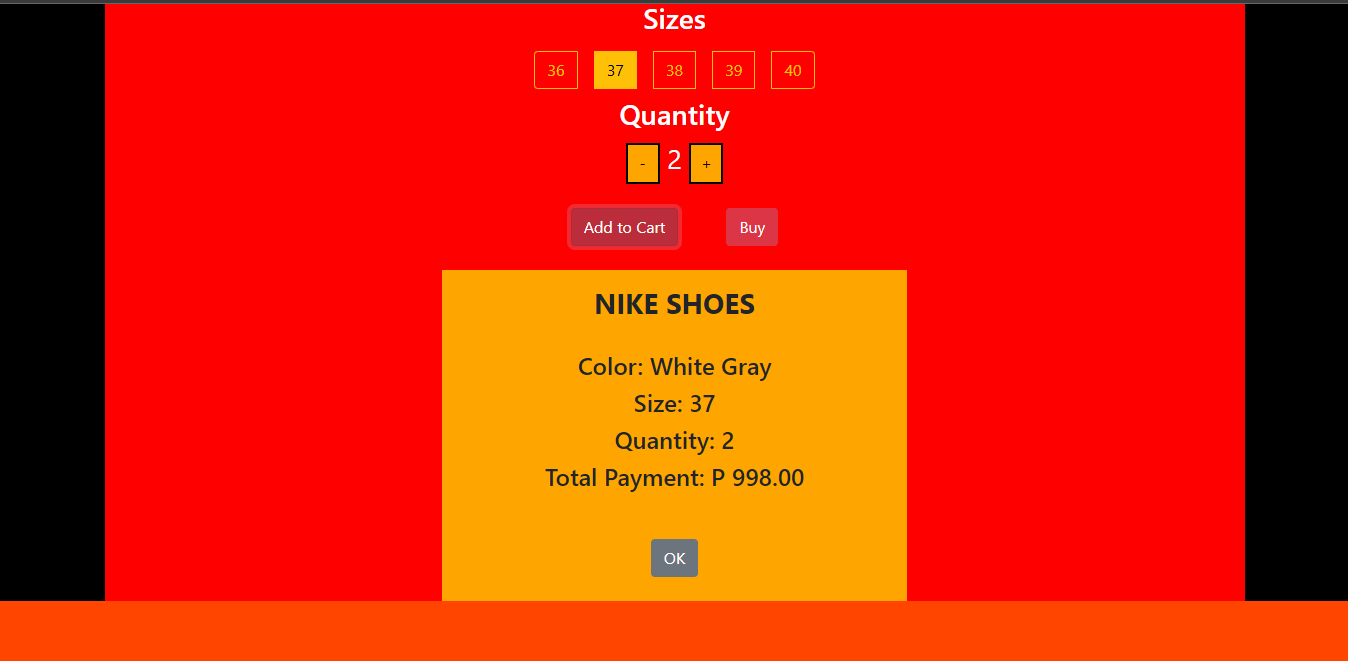 Sizes
36 37 38 39 40
Quantity
- 2 +
Add to Cart Buy
NIKE SHOES
Color: White Gray
Size: 37
Quantity: 2
Total Payment: P 998.00
OK